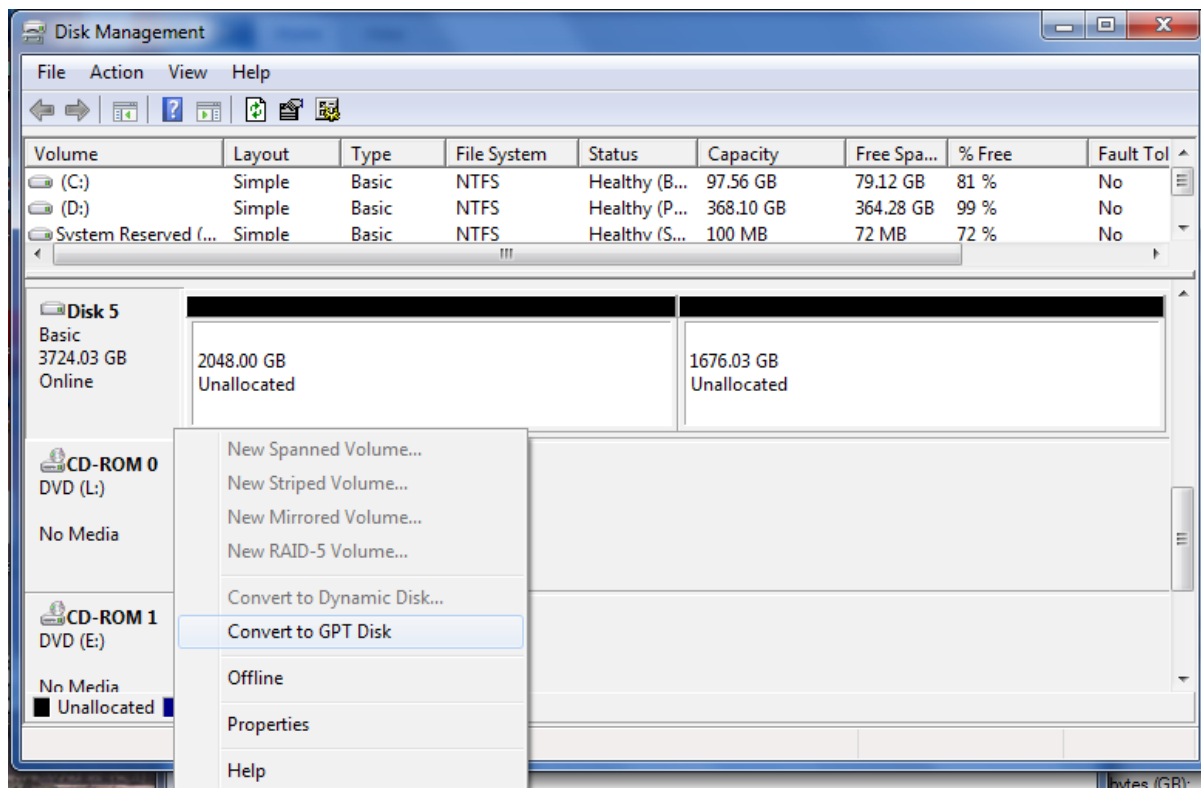 Disk Management
File Action View Help
Volume Layout Type File System Status Capacity Free Spa... % Free Fault Tol
(C:) Simple Basic NTFS Healthy (B... 97.56 GB 79.12 GB 81 % No
(D:) Simple Basic NTFS Healthy (P... 368.10 GB 364.28 GB 99 % No
System Reserved (... Simple Basic NTFS Healthy (S... 100 MB 72 MB 72 % No
Disk 5
Basic
3724.03 GB
Online
2048.00 GB
Unallocated
1676.03 GB
Unallocated
CD-ROM 0
DVD (L:)
No Media
CD-ROM 1
DVD (E:)
No Media
Unallocated
New Spanned Volume...
New Striped Volume...
New Mirrored Volume...
New RAID-5 Volume...
Convert to Dynamic Disk...
Convert to GPT Disk
Offline
Properties
Help
bytes (GB):